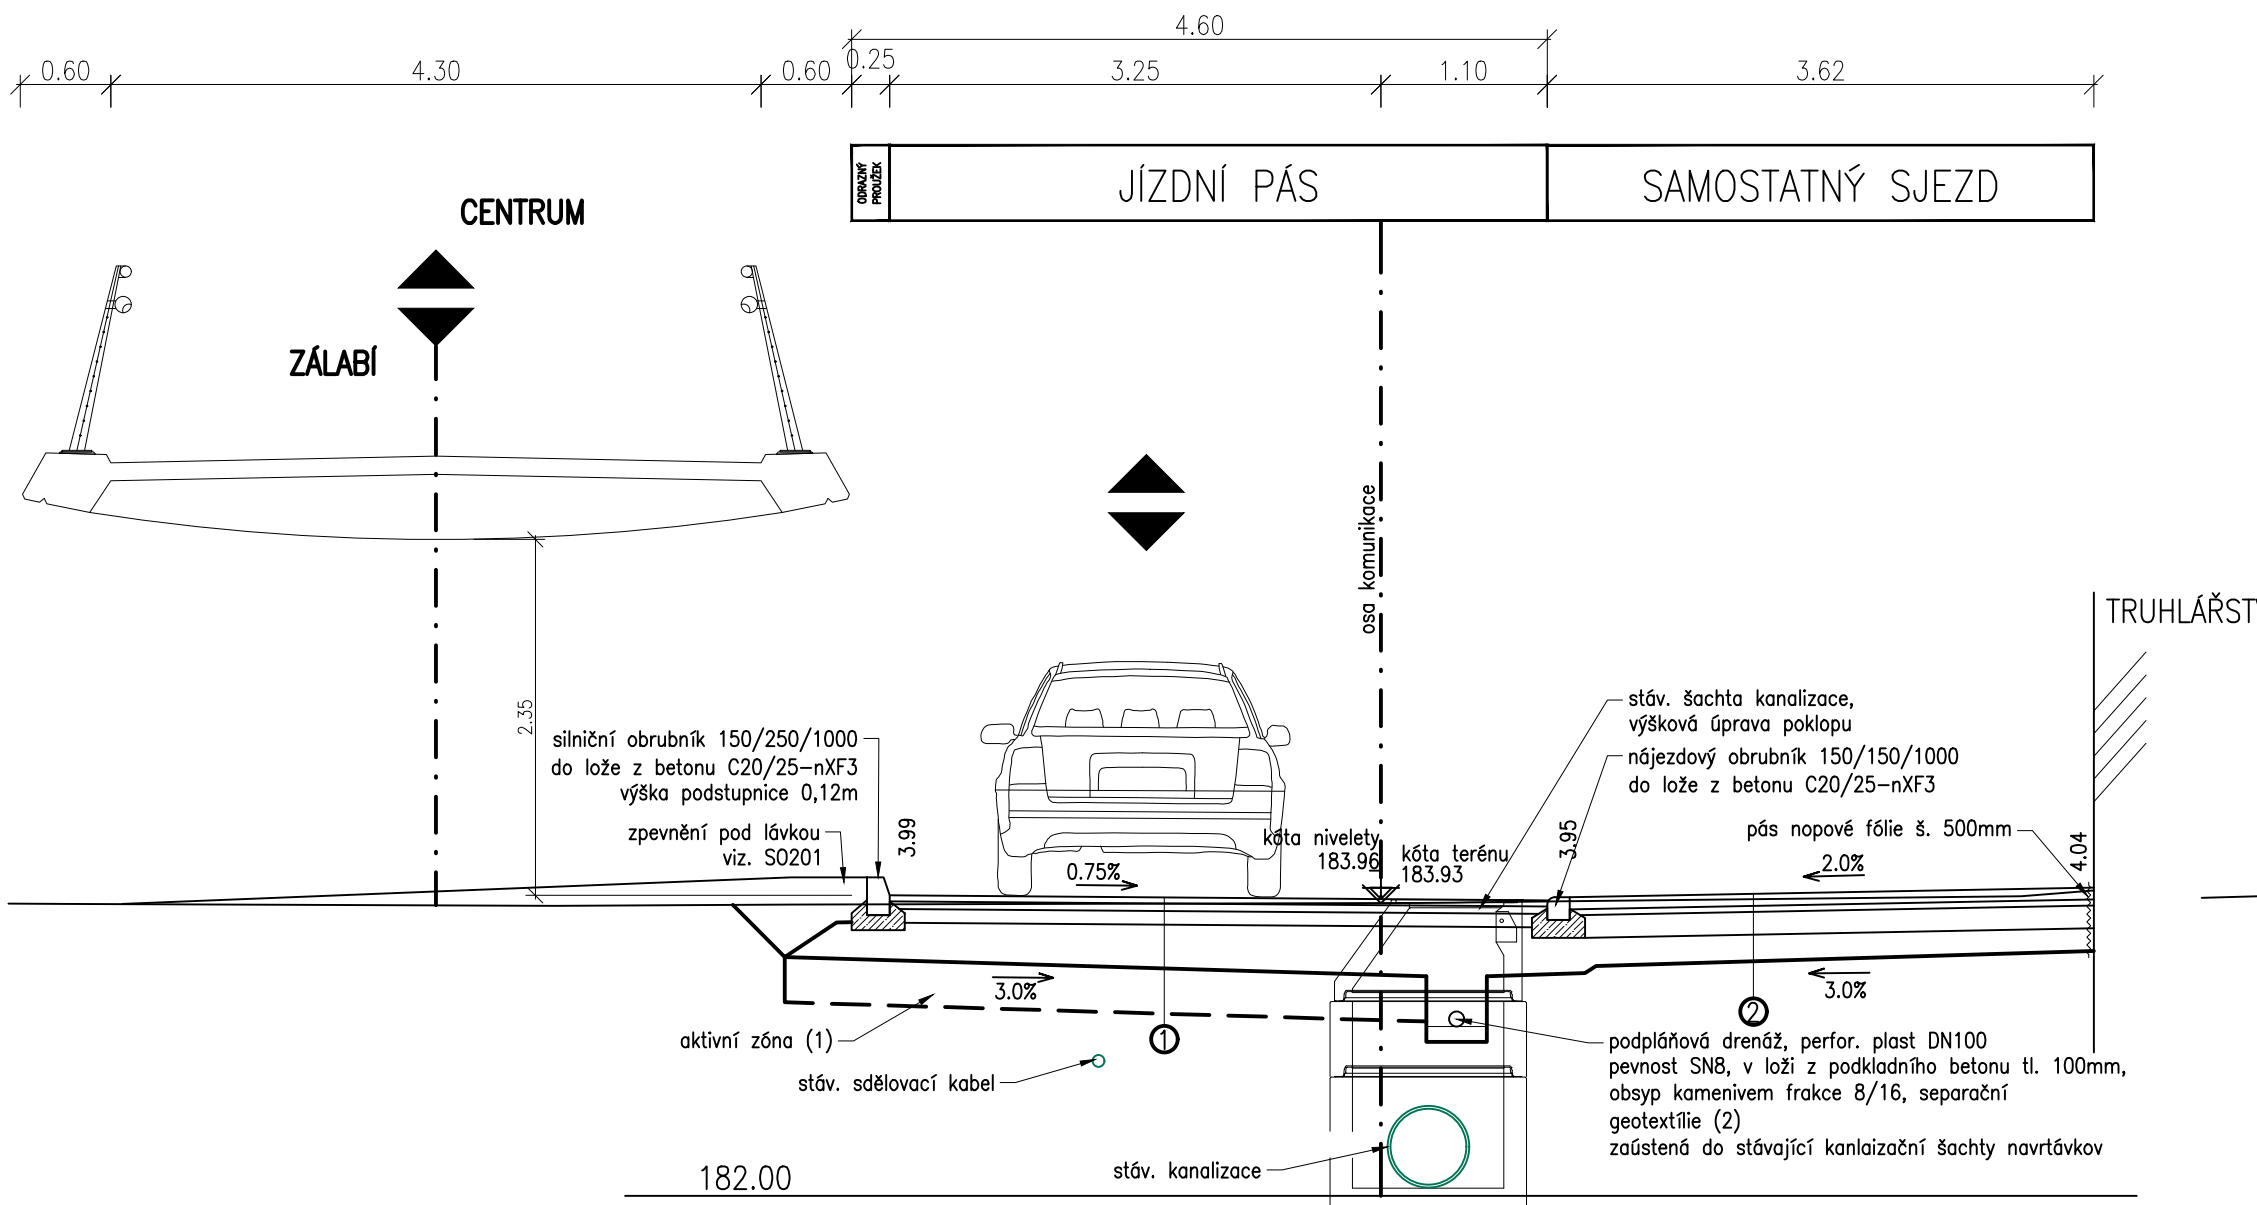 4.60
0.60
4.30
0.60
0.25
3.25
1.10
3.62
ODRAZNÝ
PROUŽEK
JÍZDNÍ PÁS
SAMOSTATNÝ SJEZD
CENTRUM
ZÁLABÍ
osa komunikace
TRUHLÁŘSTV
2.35
silniční obrubník 150/250/1000
do lože z betonu C20/25-nXF3
výška podstupnice 0,12m
zpevnění pod lávkou
viz. SO201
3.99
0.75%
kóta nivelety
183.96
kóta terénu
183.93
3.95
stáv. šachta kanalizace,
výšková úprava poklopu
nájezdový obrubník 150/150/1000
do lože z betonu C20/25-nXF3
pás nopové fólie š. 500mm
2.0%
4.04
3.0%
3.0%
aktivní zóna (1)
1
2
stáv. sdělovací kabel
podpláňová drenáž, perfor. plast DN100
pevnost SN8, v loži z podkladního betonu tl. 100mm,
obsyp kamenivem frakce 8/16, separační
geotextílie (2)
zaústená do stávající kanlaizační šachty navrtávkov
stáv. kanalizace
182.00